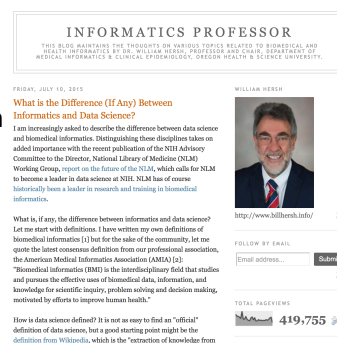 INFORMATICS PROFESSOR
THIS BLOG MAINTAINS THE THOUGHTS ON VARIOUS TOPICS RELATED TO BIOMEDICAL AND
HEALTH INFORMATICS BY DR. WILLIAM HERSH, PROFESSOR AND CHAIR, DEPARTMENT OF
MEDICAL INFORMATICS & CLINICAL EPIDEMIOLOGY, OREGON HEALTH & SCIENCE UNIVERSITY.
FRIDAY, JULY 10, 2015
What is the Difference (If Any) Between
Informatics and Data Science?
I am increasingly asked to describe the difference between data science
and biomedical informatics. Distinguishing these disciplines takes on
added importance with the recent publication of the NIH Advisory
Committee to the Director, National Library of Medicine (NLM)
Working Group, report on the future of the NLM, which calls for NLM
to become a leader in data science at NIH. NLM has of course
historically been a leader in research and training in biomedical
informatics.
What is, if any, the difference between informatics and data science?
Let me start with definitions. I have written my own definitions of
biomedical informatics [1] but for the sake of the community, let me
quote the latest consensus definition from our professional association,
the American Medical Informatics Association (AMIA) [2]:
"Biomedical informatics (BMI) is the interdisciplinary field that studies
and pursues the effective uses of biomedical data, information, and
knowledge for scientific inquiry, problem solving and decision making,
motivated by efforts to improve human health."
How is data science defined? It is not as easy to find an "official"
definition of data science, but a good starting point might be the
definition from Wikipedia, which is the "extraction of knowledge from
WILLIAM HERSH
http://www.billhersh.info/
FOLLOW BY EMAIL
Email address...
Subm
TOTAL PAGEVIEWS
419,755